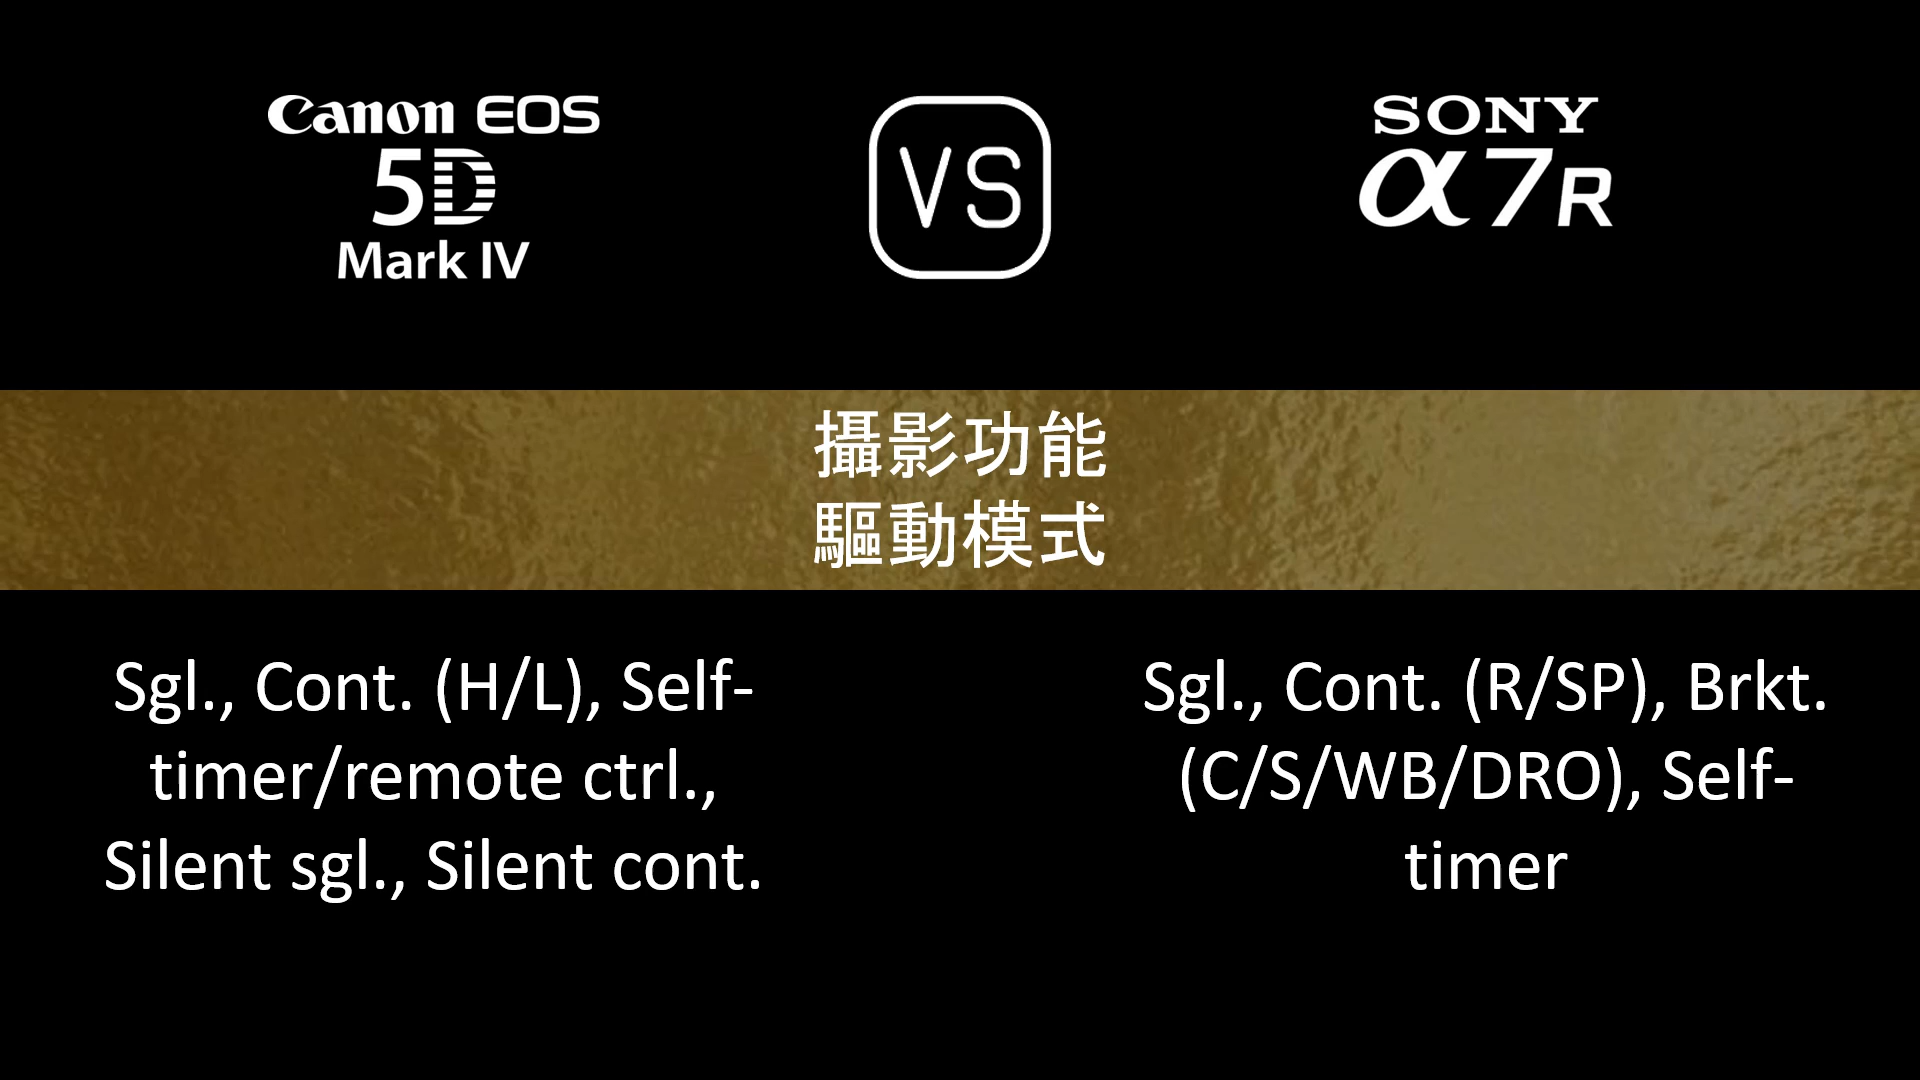 Canon EOS
5D
Mark IV
VS
SONY
α7R
攝影功能
驅動模式
Sgl., Cont. (H/L), Self-
timer/remote ctrl.,
Silent sgl., Silent cont.
Sgl., Cont. (R/SP), Brkt.
(C/S/WB/DRO), Self-
timer